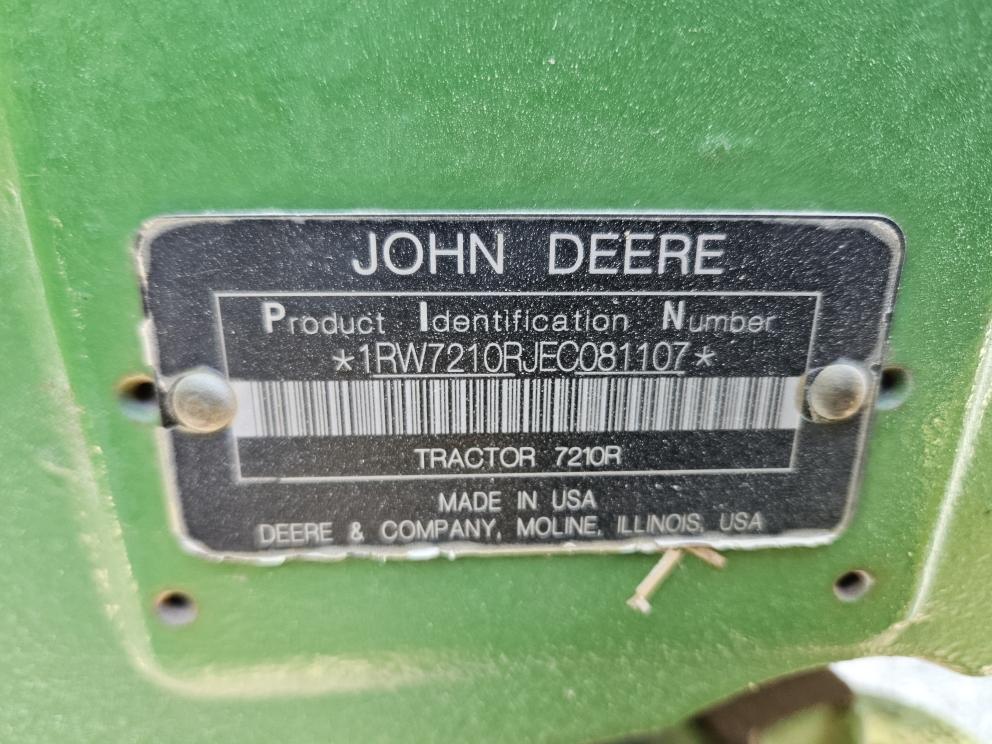 JOHN DEERE
Product Identification Number
*1RW7210RJEC081107*
TRACTOR 7210R
MADE IN USA
DEERE & COMPANY, MOLINE, ILLINOIS, USA